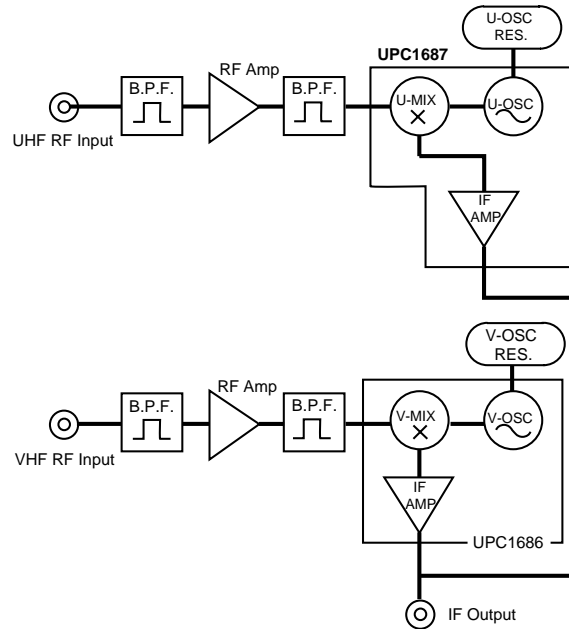 U-OSC
RES.
UPC1687
RF Amp
B.P.F.
B.P.F.
U-MIX
U-OSC
UHF RF Input
IF
AMP
V-OSC
RES.
RF Amp
B.P.F.
B.P.F.
V-MIX
V-OSC
VHF RF Input
IF
AMP
UPC1686
IF Output